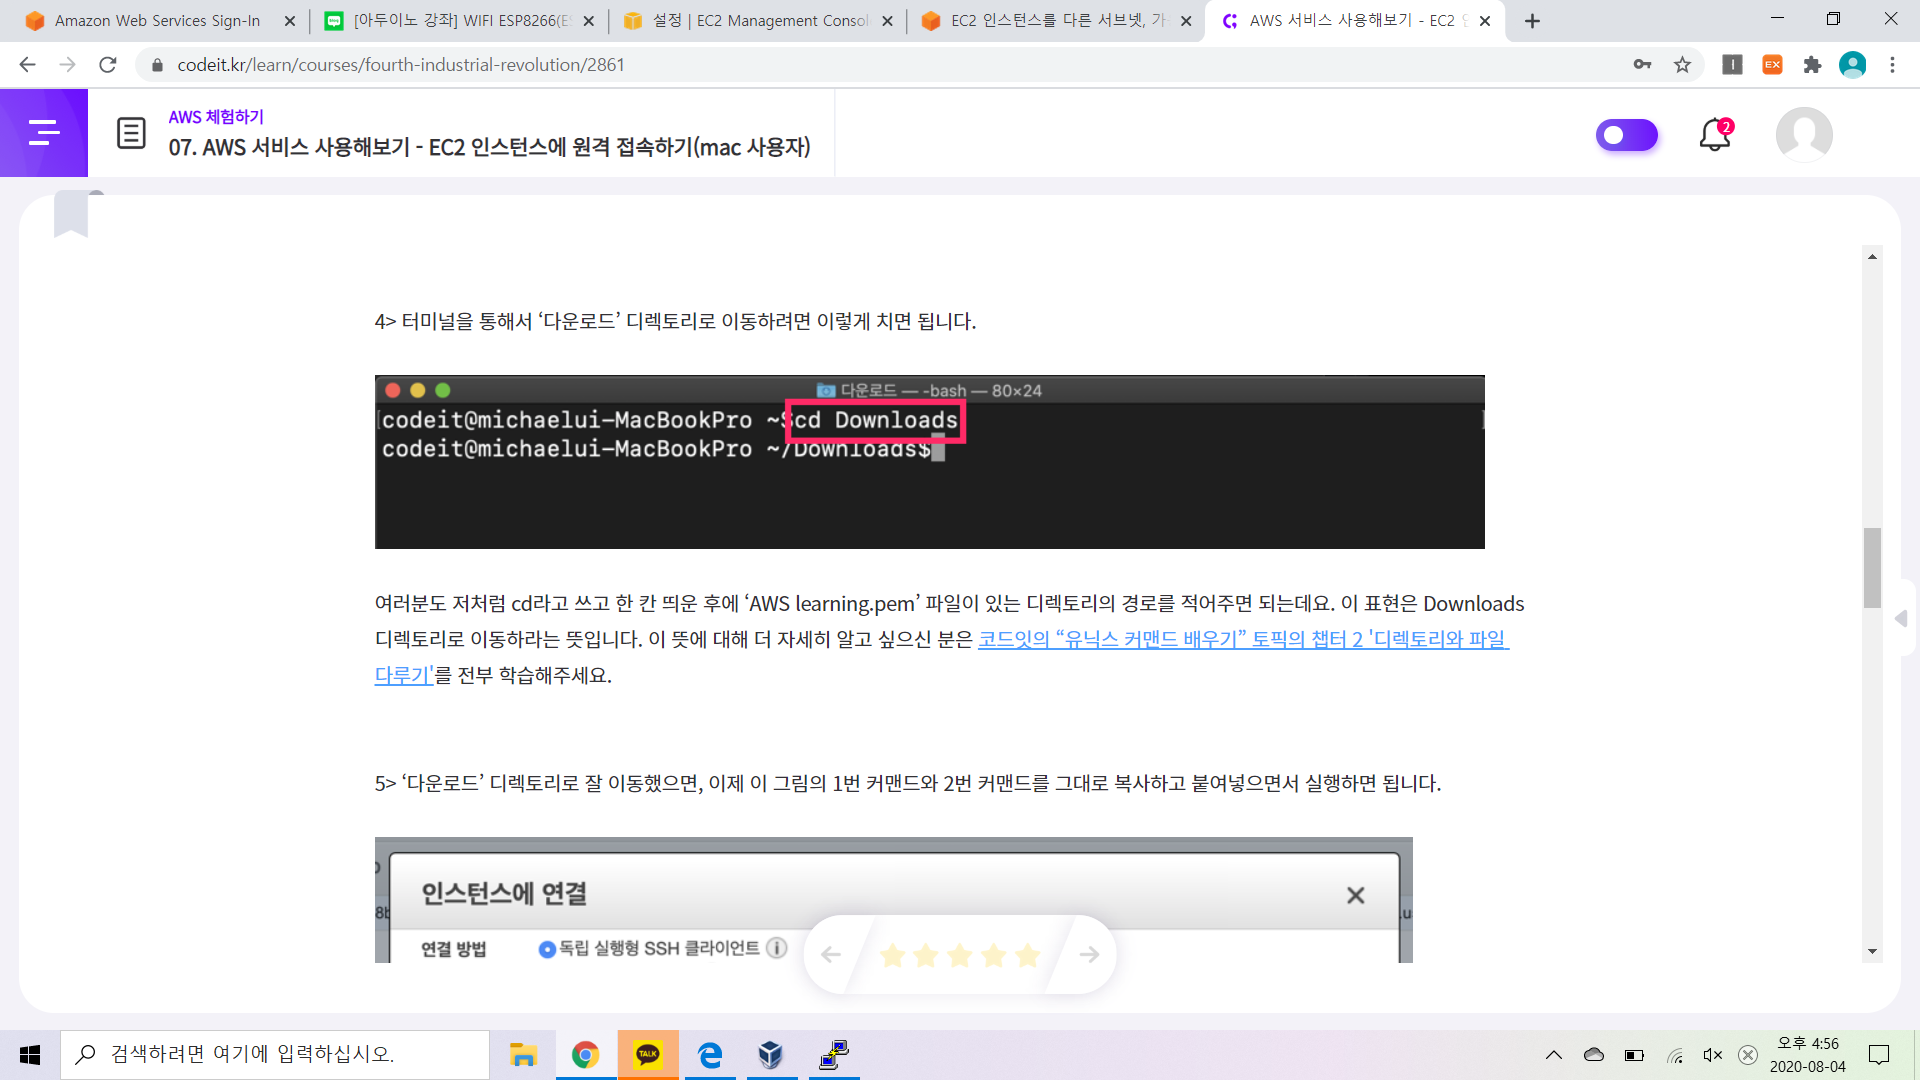 Amazon Web Services Sign-In
[아두이노 강좌] WIFI ESP8266(E
설정 | EC2 Management Consol
EC2 인스턴스를 다른 서브넷, 가
AWS 서비스 사용해보기 - EC2 인
codeit.kr/learn/courses/fourth-industrial-revolution/2861
EX
AWS 체험하기
07. AWS 서비스 사용해보기 - EC2 인스턴스에 원격 접속하기(mac 사용자)
2
4> 터미널을 통해서 ‘다운로드’ 디렉토리로 이동하려면 이렇게 치면 됩니다.
다운로드 — -bash — 80×24
codeit@michaelui-MacBookPro ~$cd Downloads
codeit@michaelui-MacBookPro ~/Downloads$
여러분도 저처럼 cd라고 쓰고 한 칸 띄운 후에 ‘AWS learning.pem’ 파일이 있는 디렉토리의 경로를 적어주면 되는데요. 이 표현은 Downloads
디렉토리로 이동하라는 뜻입니다. 이 뜻에 대해 더 자세히 알고 싶으신 분은 코드잇의 “유닉스 커맨드 배우기” 토픽의 챕터 2 '디렉토리와 파일
다루기'를 전부 학습해주세요.
5> ‘다운로드’ 디렉토리로 잘 이동했으면, 이제 이 그림의 1번 커맨드와 2번 커맨드를 그대로 복사하고 붙여넣으면서 실행하면 됩니다.
인스턴스에 연결
연결 방법 독립 실행형 SSH 클라이언트
검색하려면 여기에 입력하십시오.
TALK
오후 4:56
2020-08-04